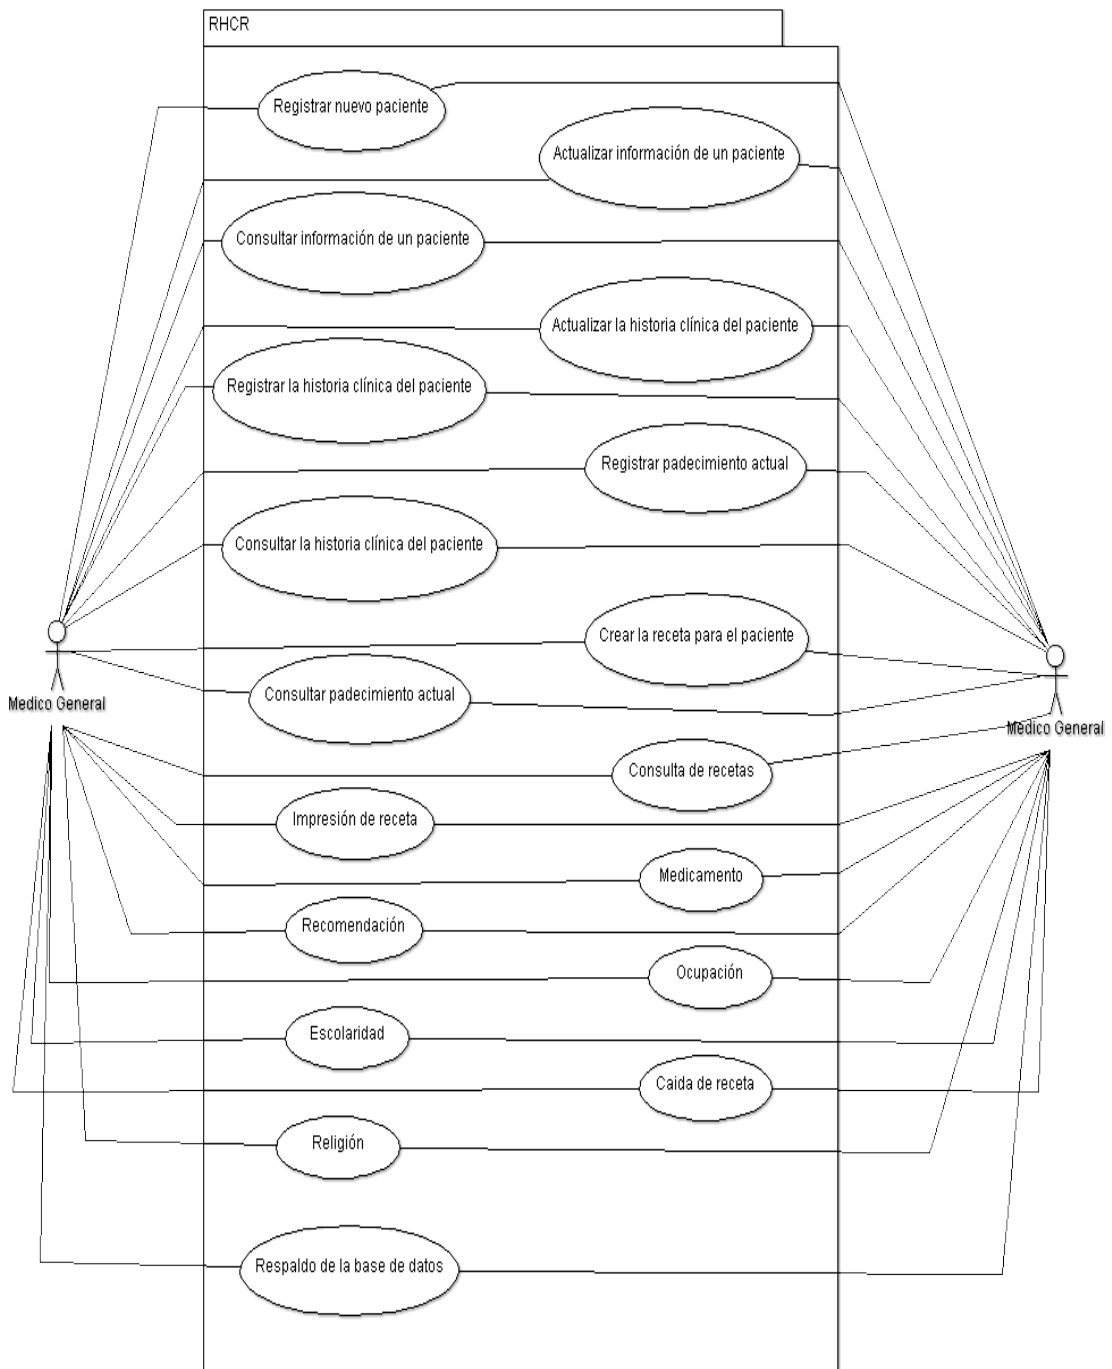 RHCR
Registrar nuevo paciente
Actualizar información de un paciente
Consultar información de un paciente
Actualizar la historia clínica del paciente
Registrar la historia clínica del paciente
Registrar padecimiento actual
Consultar la historia clínica del paciente
Crear la receta para el paciente
Consultar padecimiento actual
Medico General
Medico General
Consulta de recetas
Impresión de receta
Medicamento
Recomendación
Ocupación
Escolaridad
Caida de receta
Religión
Respaldo de la base de datos